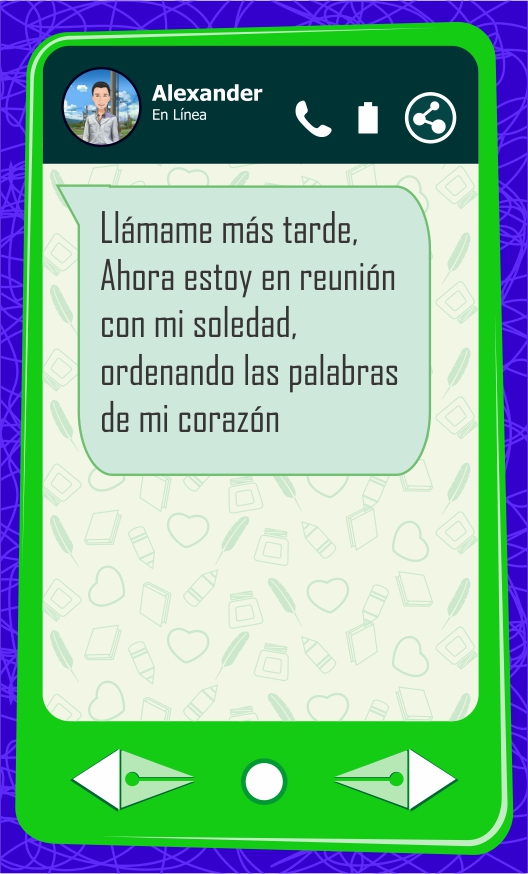 Alexander
En Línea
Llámame más tarde,
Ahora estoy en reunión
con mi soledad,
ordenando las palabras
de mi corazón